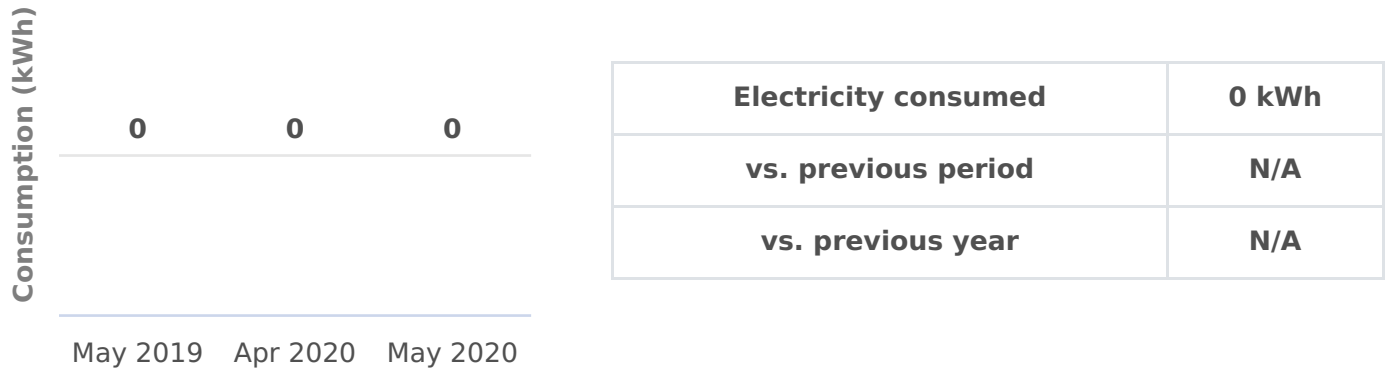 Consumption (kWh)
0 0 0
May 2019 Apr 2020 May 2020
Electricity consumed 0 kWh
vs. previous period N/A
vs. previous year N/A